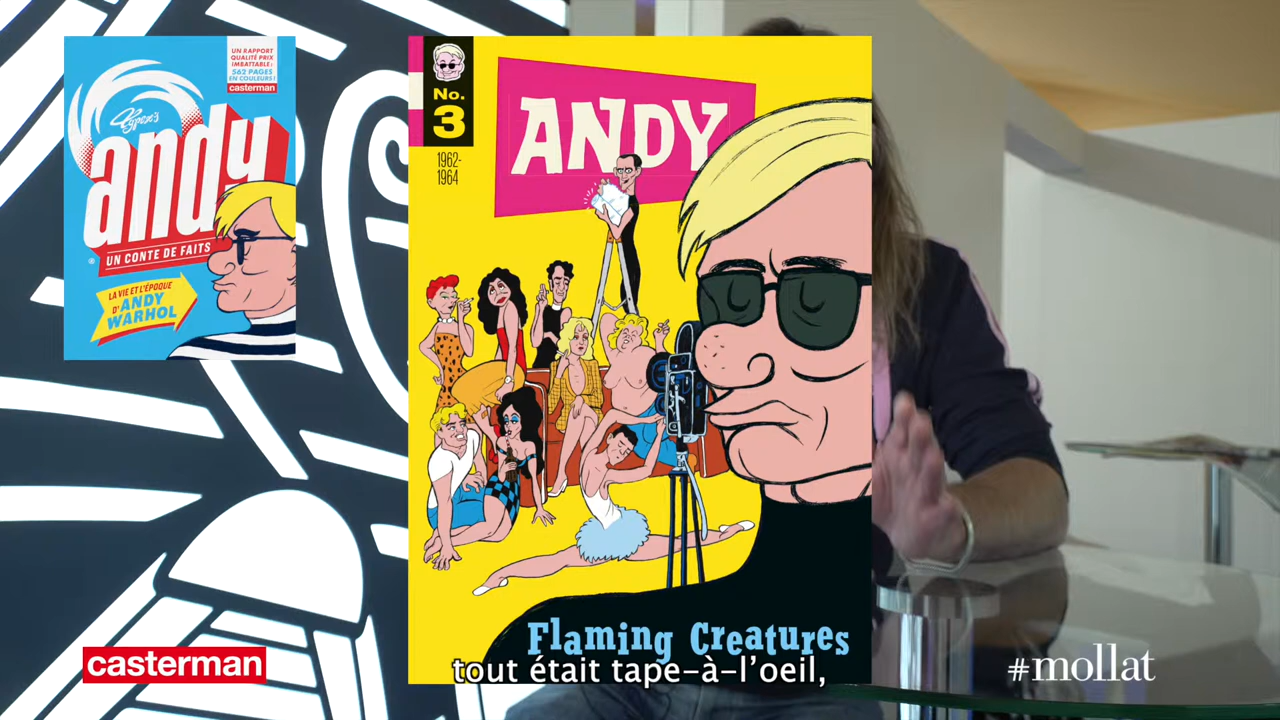 UN RAPPORT
QUALITÉ PRIX
IMBATTABLE :
562 PAGES
EN COULEURS !
casterman
Typex's
andy
UN CONTE DE FAITS
LA VIE ET L'ÉPOQUE
D'ANDY
WARHOL
No.
3
1962-
1964
ANDY
Flaming Creatures
tout était tape-à-l'oeil,
casterman
#mollat